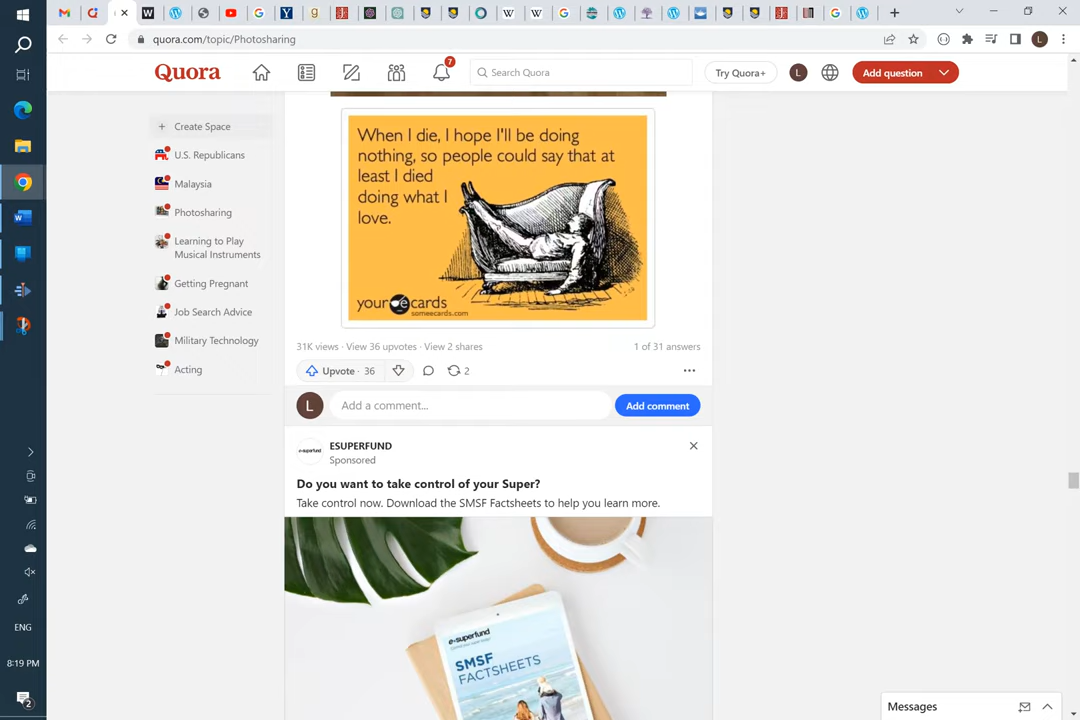 quora.com/topic/Photosharing
L
Quora
7
Search Quora
Try Quora+
L
Add question
Create Space
U.S. Republicans
Malaysia
Photosharing
Learning to Play
Musical Instruments
Getting Pregnant
Job Search Advice
Military Technology
Acting
When I die, I hope I'll be doing
nothing, so people could say that at
least I died
doing what I
love.
your e cards
someecards.com
31K views · View 36 upvotes · View 2 shares
1 of 31 answers
Upvote · 36
2
L
Add a comment...
Add comment
e-superfund
ESUPERFUND
Sponsored
Do you want to take control of your Super?
Take control now. Download the SMSF Factsheets to help you learn more.
e-superfund
SMSF
FACTSHEETS
ENG
8:19 PM
2
Messages